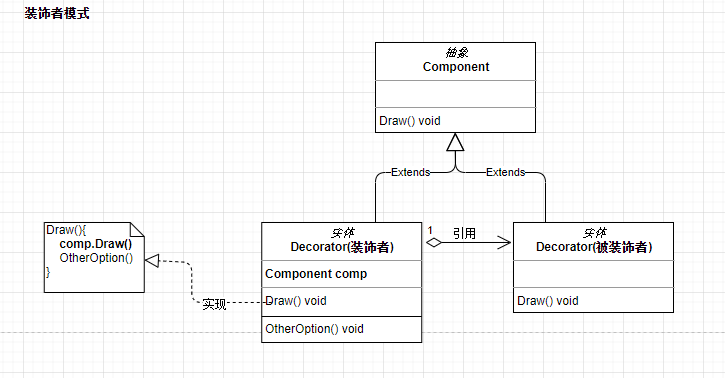 装饰者模式
抽象
Component
Draw() void
Extends
Extends
Draw(){
comp.Draw()
OtherOption()
}
实现
实体
Decorator(装饰者)
Component comp
Draw() void
OtherOption() void
1
引用
实体
Decorator(被装饰者)
Draw() void